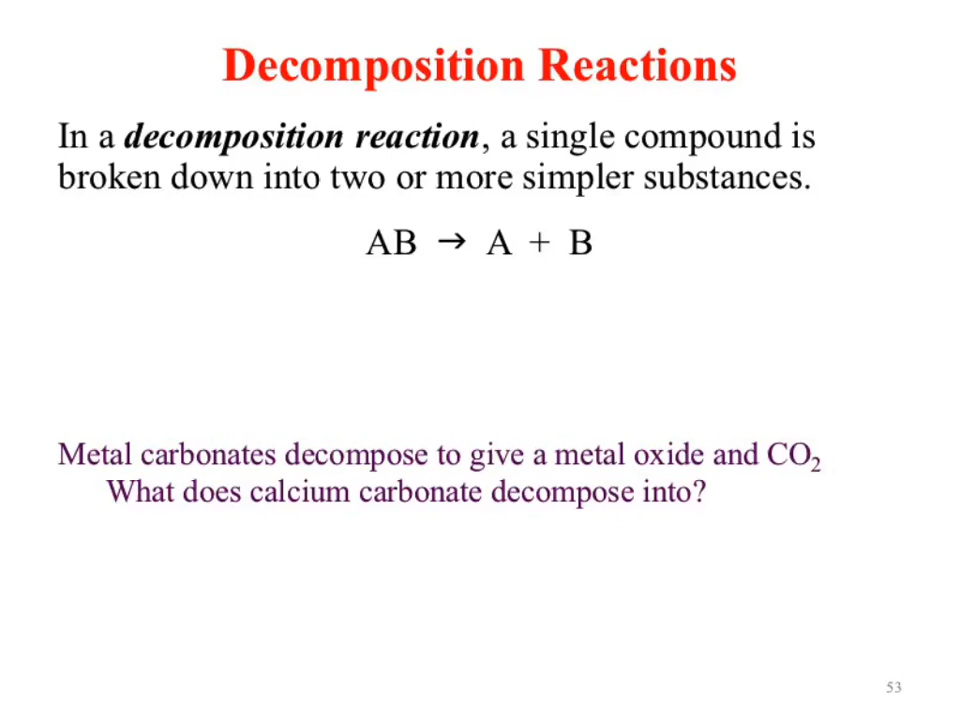 Decomposition Reactions
In a decomposition reaction, a single compound is
broken down into two or more simpler substances.
AB → A + B
Metal carbonates decompose to give a metal oxide and CO₂
What does calcium carbonate decompose into?
53